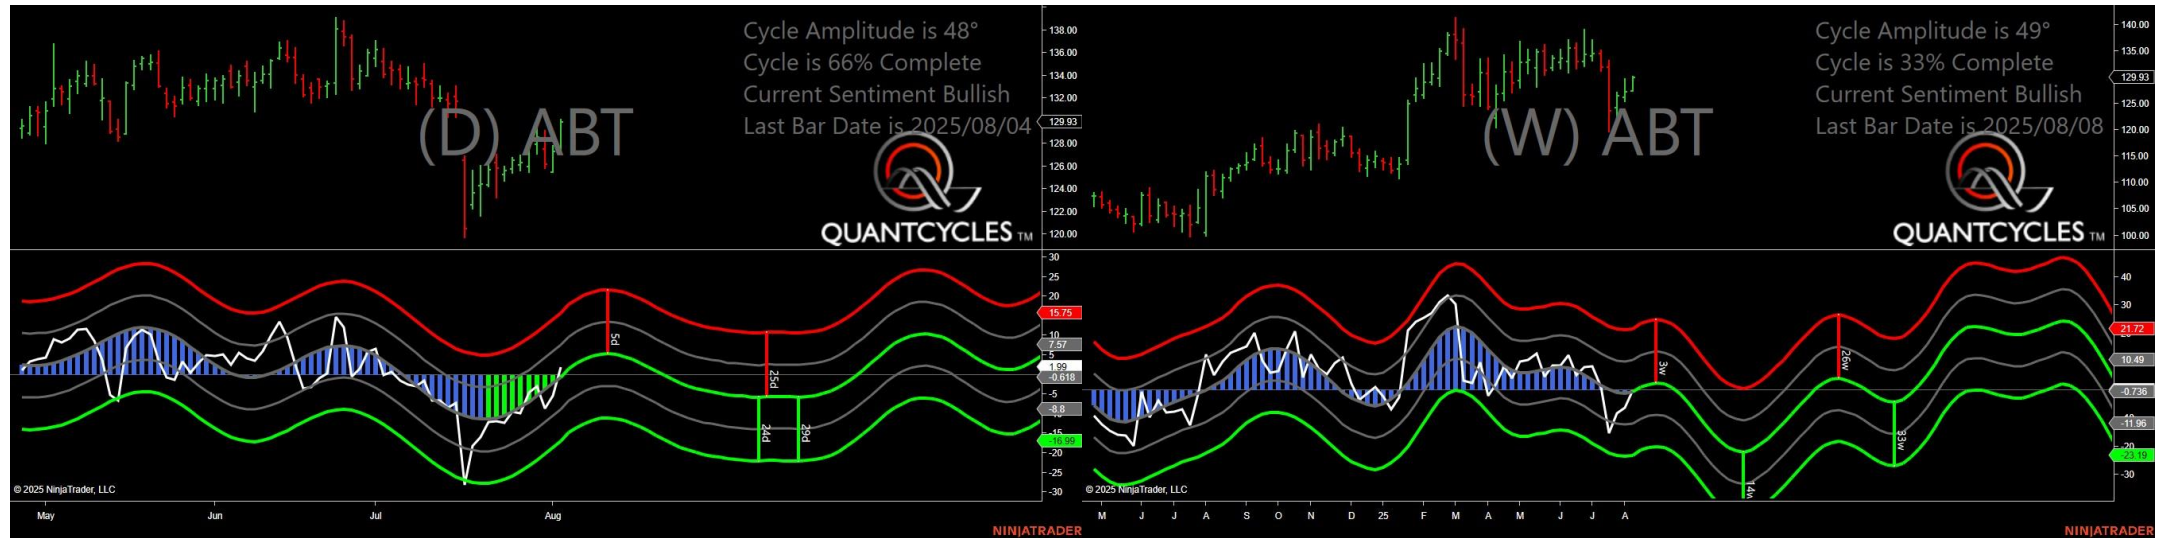 Cycle Amplitude is 48°
Cycle is 66% Complete
Current Sentiment Bullish
Last Bar Date is 2025/08/04
(D) ABT
QUANTCYCLES TM
138.00
136.00
134.00
132.00
129.93
128.00
126.00
124.00
122.00
120.00
30
25
20
15.75
10
7.57
5
1.99
-0.618
-5
-8.8
-15
-16.99
-20
-25
-30
5d
25d
24d
29d
© 2025 NinjaTrader, LLC
May
Jun
Jul
Aug
NINJATRADER
Cycle Amplitude is 49°
Cycle is 33% Complete
Current Sentiment Bullish
Last Bar Date is 2025/08/08
(W) ABT
QUANTCYCLES TM
140.00
135.00
129.93
125.00
120.00
115.00
110.00
105.00
100.00
40
30
21.72
10.49
-0.736
-11.96
-20
-23.19
-30
3w
26w
14w
33w
© 2025 NinjaTrader, LLC
M
J
J
A
S
O
N
D
25
F
M
A
M
J
J
A
NINJATRADER